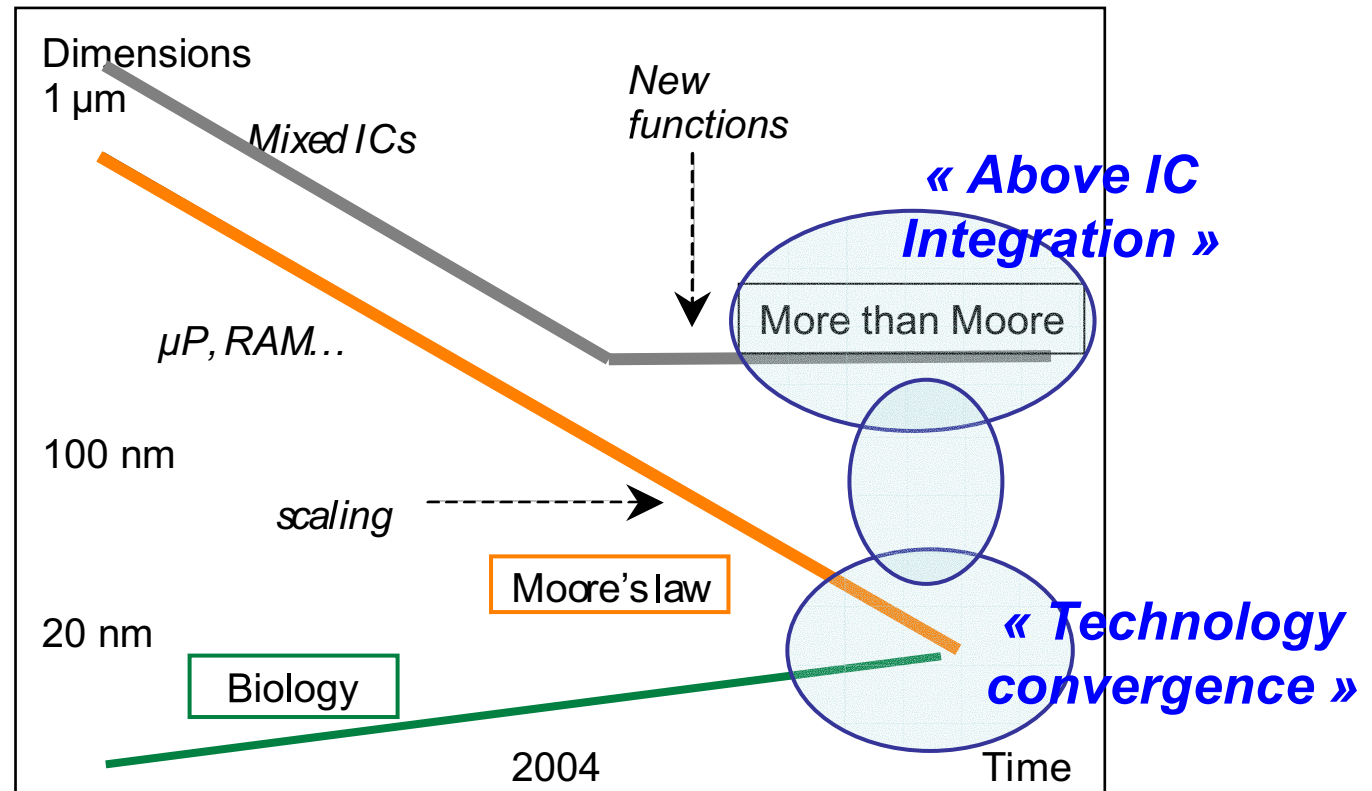 Dimensions
1 µm
Mixed ICs
New
functions
« Above IC
Integration »
More than Moore
µP, RAM…
100 nm
scaling
Moore's law
20 nm
« Technology
convergence »
Biology
2004
Time